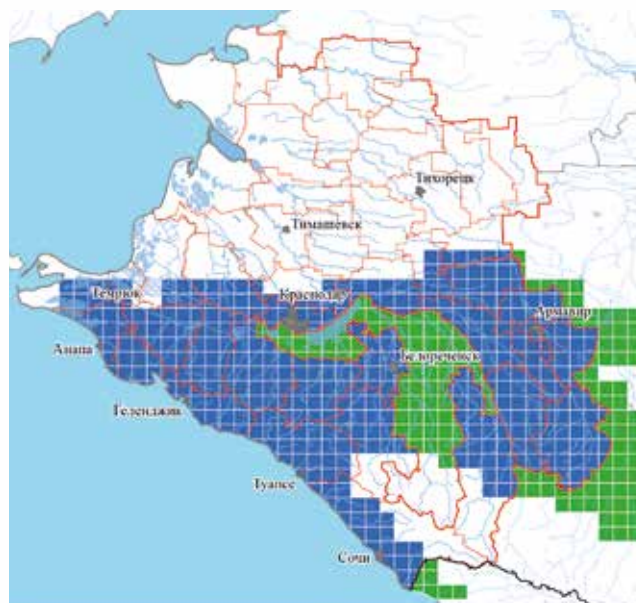 Тихорецк
Тимашевск
Темрюк
Краснодар
Армавир
Анапа
Белореченск
Геленджик
Туапсе
Сочи